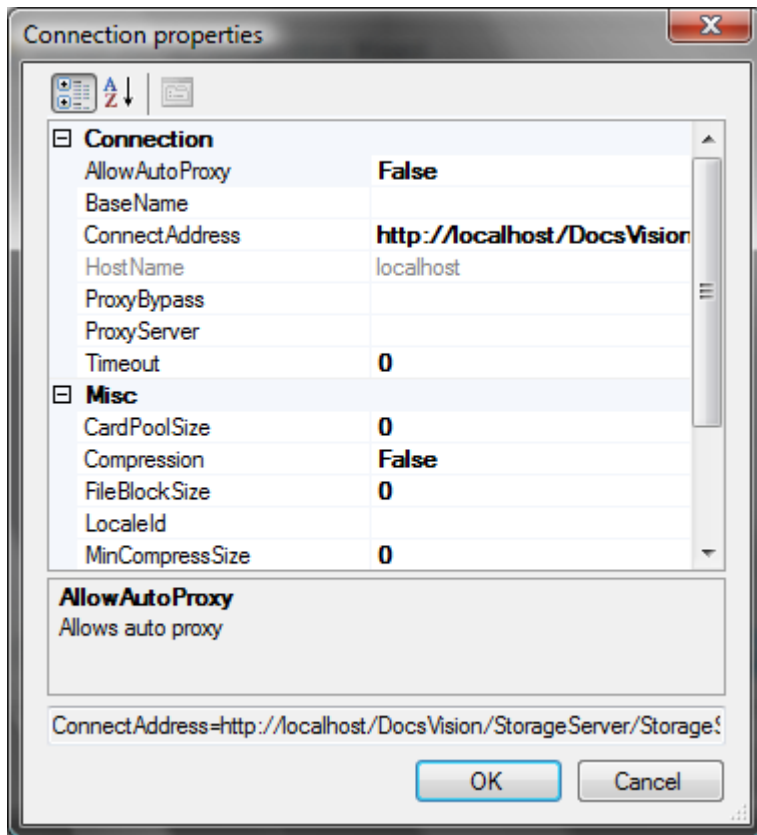 Connection properties
Connection
AllowAutoProxy False
BaseName
ConnectAddress http://localhost/DocsVision
HostName localhost
ProxyBypass
ProxyServer
Timeout 0
Misc
CardPoolSize 0
Compression False
FileBlockSize 0
LocaleId
MinCompressSize 0
AllowAutoProxy
Allows auto proxy
ConnectAddress=http://localhost/DocsVision/StorageServer/StorageS
OK Cancel